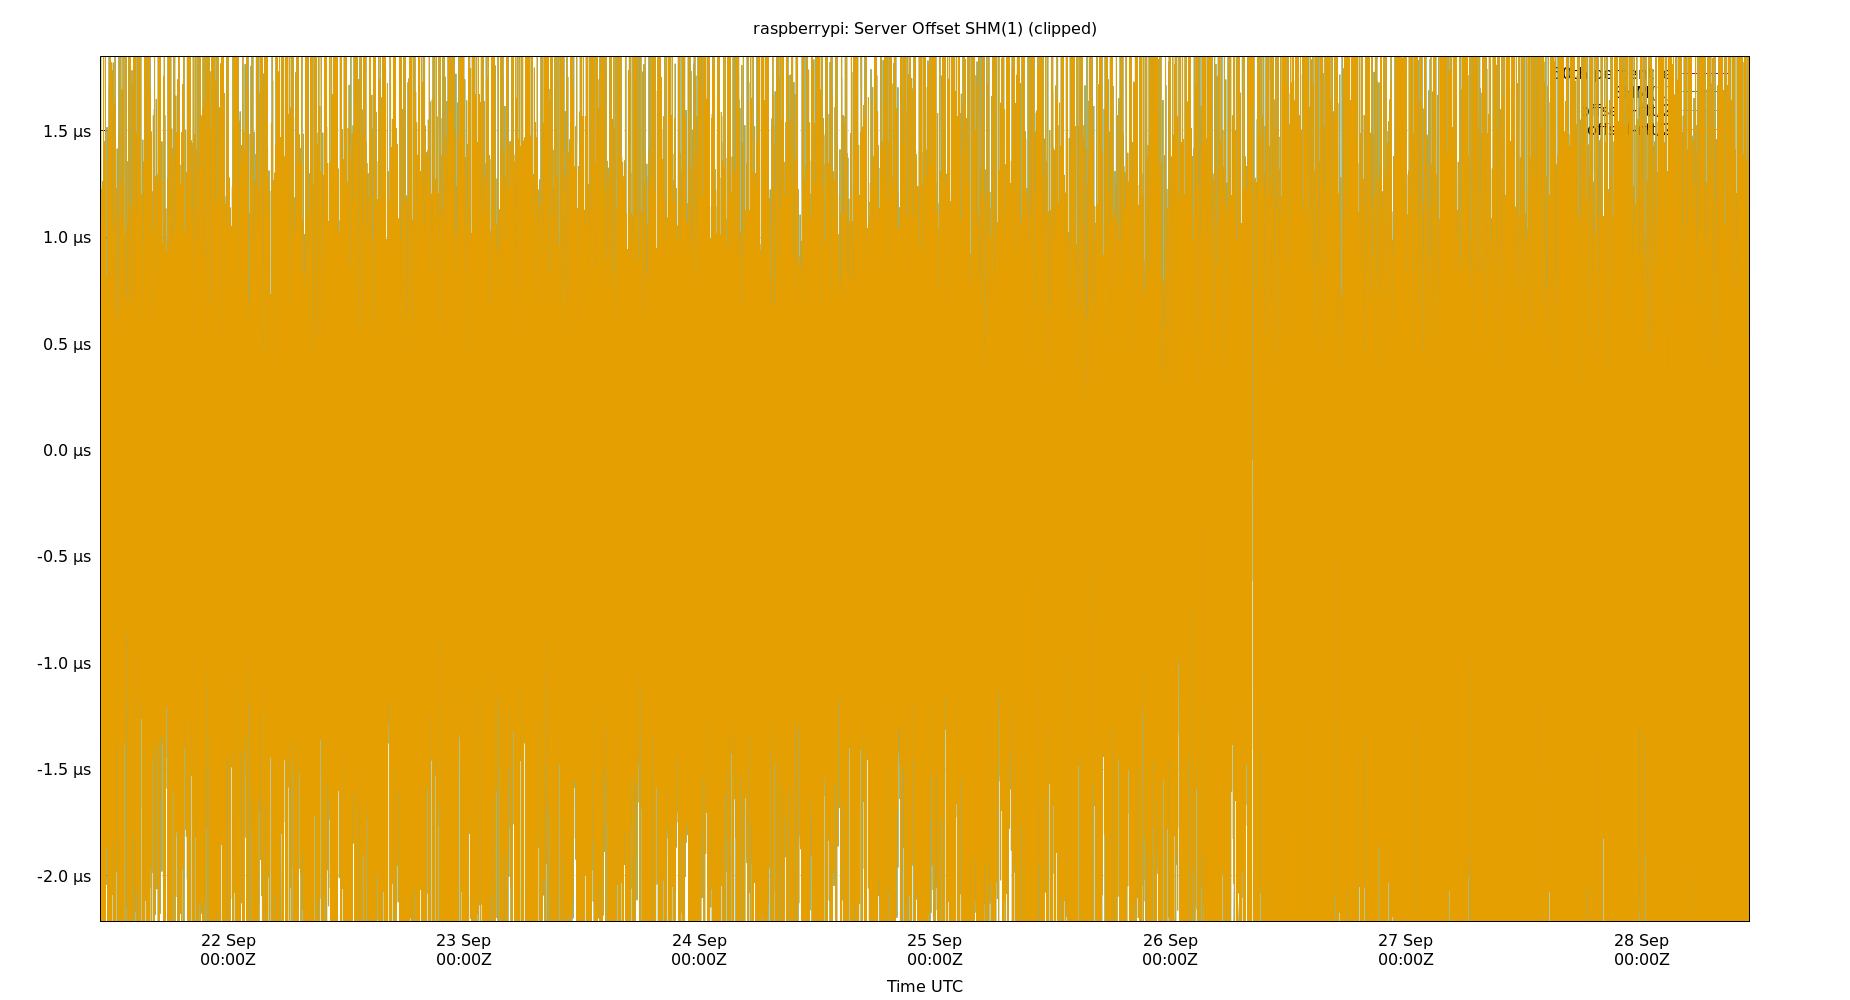 raspberrypi: Server Offset SHM(1) (clipped)
1.5 µs
1.0 µs
0.5 µs
0.0 µs
-0.5 µs
-1.0 µs
-1.5 µs
-2.0 µs
22 Sep 23 Sep 24 Sep 25 Sep 26 Sep 27 Sep 28 Sep
00:00Z 00:00Z 00:00Z 00:00Z 00:00Z 00:00Z 00:00Z
Time UTC